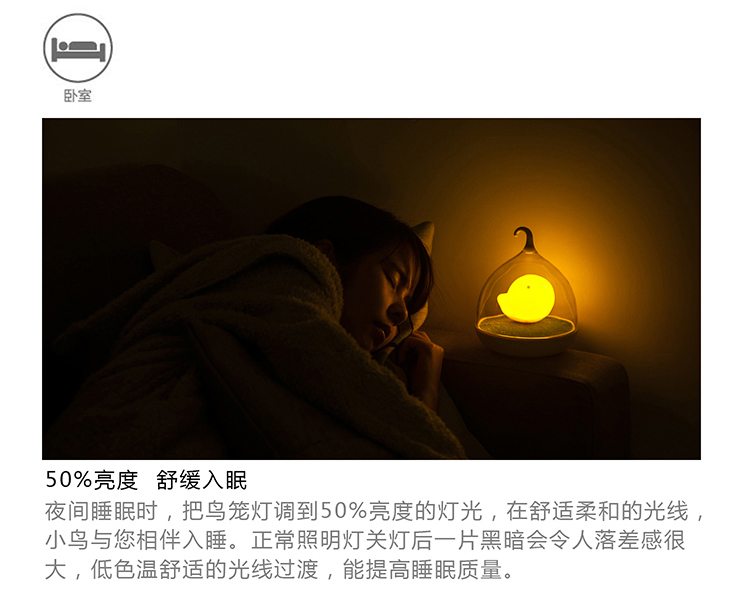 卧室
50%亮度 舒缓入眠
夜间睡眠时，把鸟笼灯调到50%亮度的灯光，在舒适柔和的光线，
小鸟与您相伴入睡。正常照明灯关灯后一片黑暗会令人落差感很
大，低色温舒适的光线过渡，能提高睡眠质量。